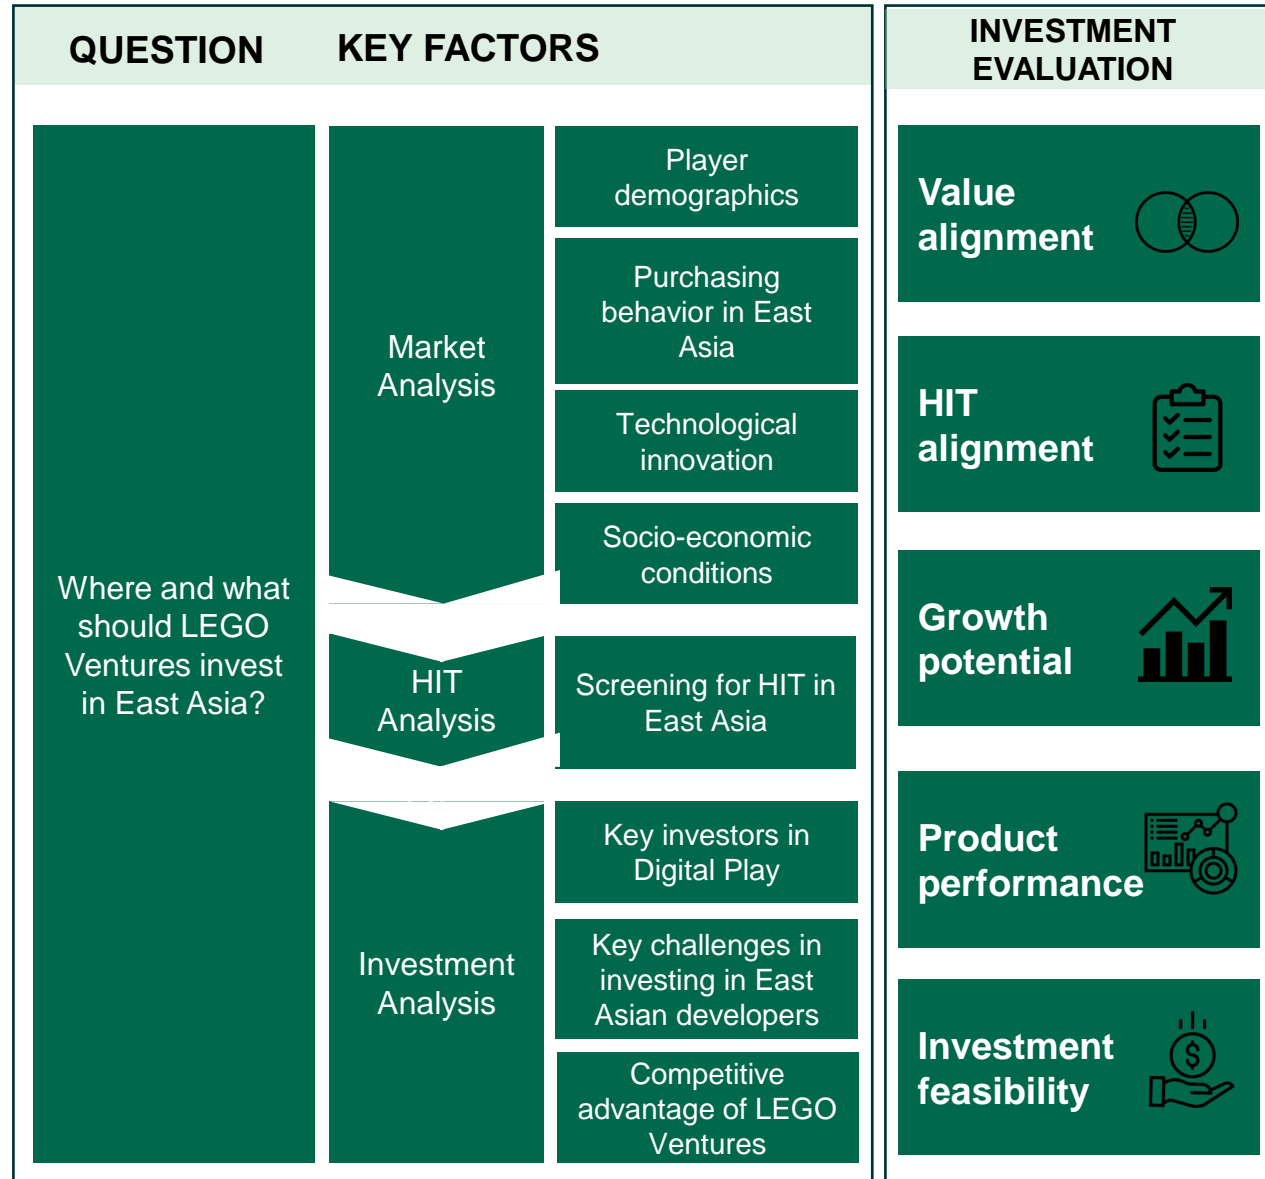 QUESTION
KEY FACTORS
Where and what
should LEGO
Ventures invest
in East Asia?
Market
Analysis
Player
demographics
Purchasing
behavior in East
Asia
Technological
innovation
Socio-economic
conditions
HIT
Analysis
Screening for HIT in
East Asia
Investment
Analysis
Key investors in
Digital Play
Key challenges in
investing in East
Asian developers
Competitive
advantage of LEGO
Ventures
INVESTMENT
EVALUATION
Value
alignment
HIT
alignment
Growth
potential
Product
performance
Investment
feasibility
$